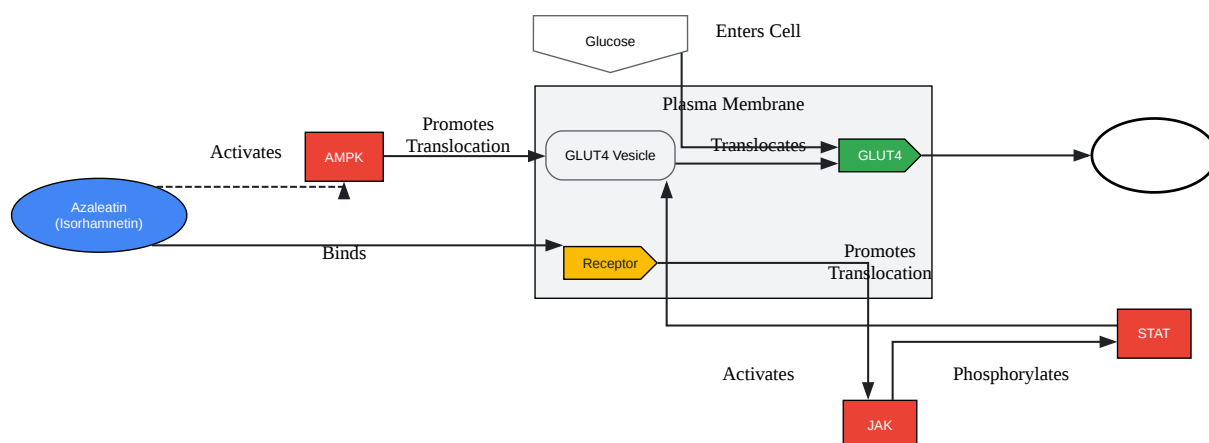 Glucose
Enters Cell
Plasma Membrane
Promotes
Translocation
Activates
AMPK
GLUT4 Vesicle
Translocates
GLUT4
Azaleatin
(Isorhamnetin)
Binds
Receptor
Promotes
Translocation
STAT
Activates
Phosphorylates
JAK